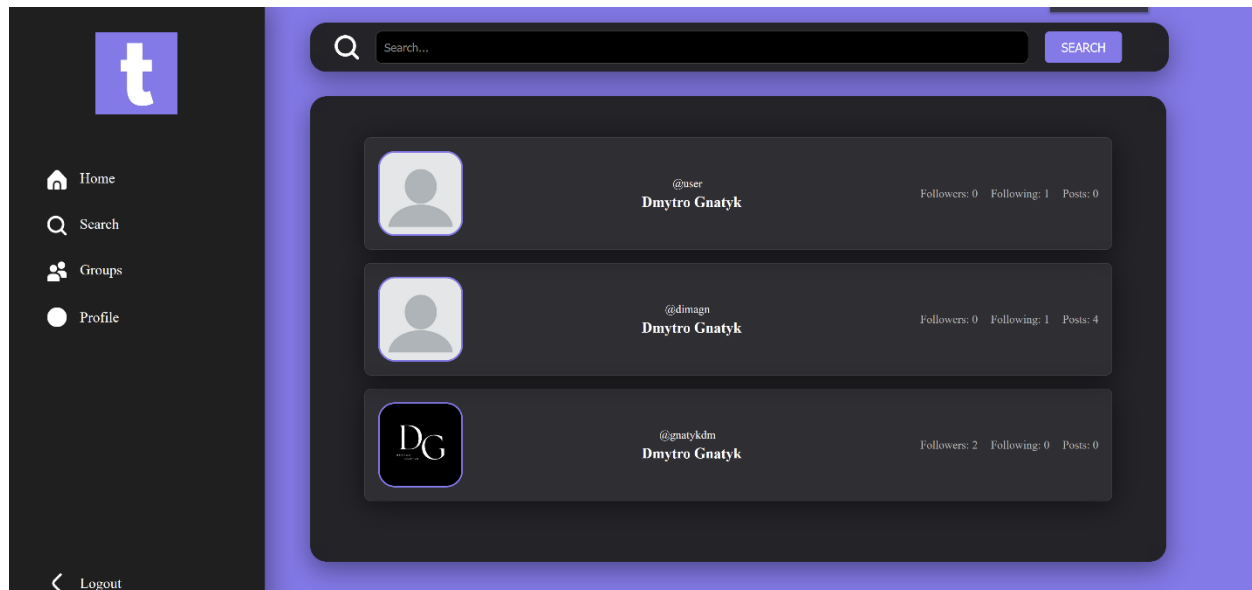 t
Home
Search
Groups
Profile
Logout
Search...
SEARCH
@user
Dmytro Gnatyk
Followers: 0 Following: 1 Posts: 0
@dimagn
Dmytro Gnatyk
Followers: 0 Following: 1 Posts: 4
DG
@gnatykdm
Dmytro Gnatyk
Followers: 2 Following: 0 Posts: 0